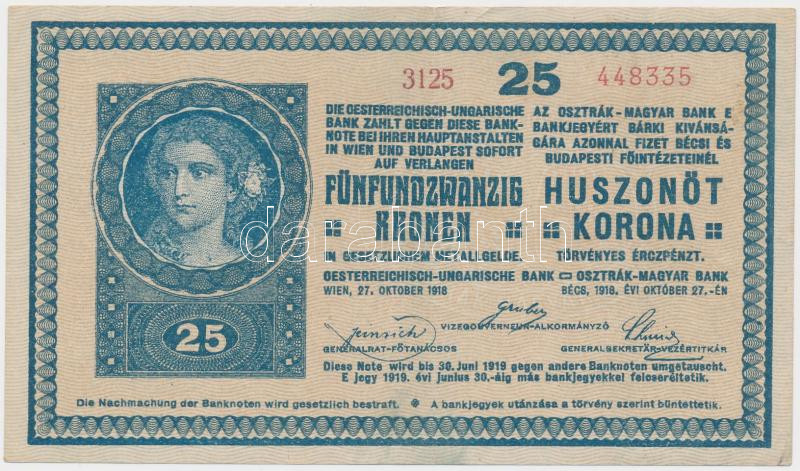 3125 25 448335
DIE OESTERREICHISCH-UNGARISCHE
BANK ZAHLT GEGEN DIESE BANK-
NOTE BEI IHREN HAUPTANSTALTEN
IN WIEN UND BUDAPEST SOFORT
AUF VERLANGEN
FÜNFUNDZWANZIG
KRONEN
IN GESETZLICHEM METALLGELDE.
AZ OSZTRÁK-MAGYAR BANK E
BANKJEGYÉRT BÁRKI KIVÁNSÁ-
GÁRA AZONNAL FIZET BÉCSI ÉS
BUDAPESTI FŐINTÉZETEINÉL
HUSZONÖT
KORONA
TÖRVÉNYES ÉRCZPÉNZT.
OESTERREICHISCH-UNGARISCHE BANK OSZTRÁK-MAGYAR BANK
WIEN, 27. OKTOBER 1918 BÉCS, 1918. ÉVI OKTÓBER 27.-ÉN
Gruber
VIZEGOUVERNEUR-ALKORMÁNYZÓ
GENERALRAT-FŐTANÁCSOS GENERALSEKRETÄR-VEZÉRTITKÁR
25
Diese Note wird bis 30. Juni 1919 gegen andere Banknoten umgetauscht.
E jegy 1919. évi junius 30.-áig más bankjegyekkel felcseréltetik.
Die Nachmachung der Banknoten wird gesetzlich bestraft. * A bankjegyek utánzása a törvény szerint büntettetik.
darabanth